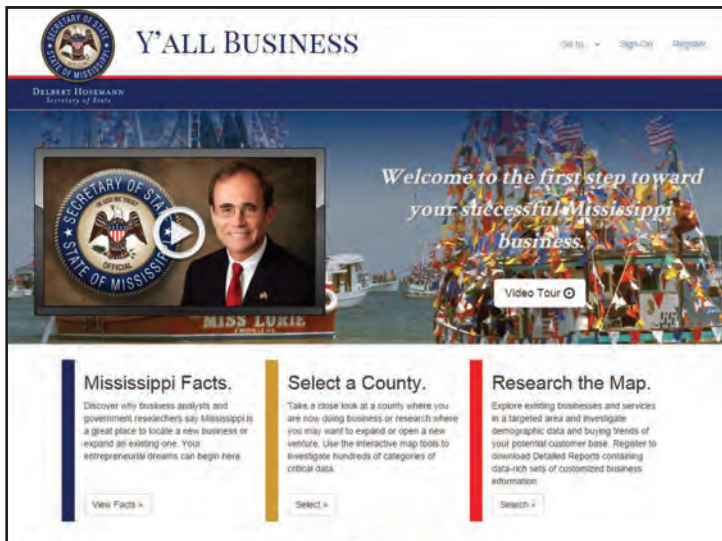 SECRETARY OF STATE
STATE OF MISSISSIPPI
Y'ALL BUSINESS
Go to...
Sign-On
Register
DELBERT HOSEMANN
Secretary of State
SECRETARY OF STATE
IN GOD WE TRUST
OFFICIAL
STATE OF MISSISSIPPI
Welcome to the first step toward
your successful Mississippi
business.
Video Tour
MISS LURIE
Mississippi Facts.
Discover why business analysts and
government researchers say Mississippi is
a great place to locate a new business or
expand an existing one. Your
entrepreneurial dreams can begin here.
View Facts »
Select a County.
Take a close look at a county where you
are now doing business or research where
you may want to expand or open a new
venture. Use the interactive map tools to
investigate hundreds of categories of
critical data.
Select »
Research the Map.
Explore existing businesses and services
in a targeted area and investigate
demographic data and buying trends of
your potential customer base. Register to
download Detailed Reports containing
data-rich sets of customized business
information.
Search »